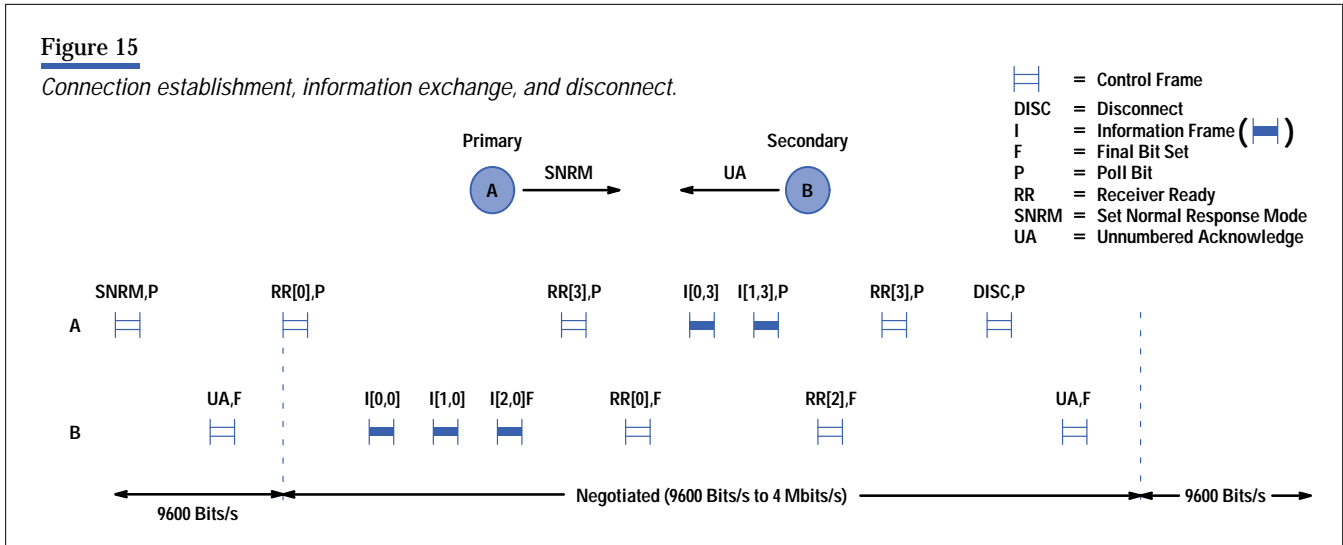 Figure 15
Connection establishment, information exchange, and disconnect.
= Control Frame
DISC = Disconnect
I = Information Frame ( )
F = Final Bit Set
P = Poll Bit
RR = Receiver Ready
SNRM = Set Normal Response Mode
UA = Unnumbered Acknowledge
Primary Secondary
A SNRM UA B
SNRM,P RR[0],P RR[3],P I[0,3] I[1,3],P RR[3],P DISC,P
A
UA,F I[0,0] I[1,0] I[2,0]F RR[0],F RR[2],F UA,F
B
9600 Bits/s Negotiated (9600 Bits/s to 4 Mbits/s) 9600 Bits/s